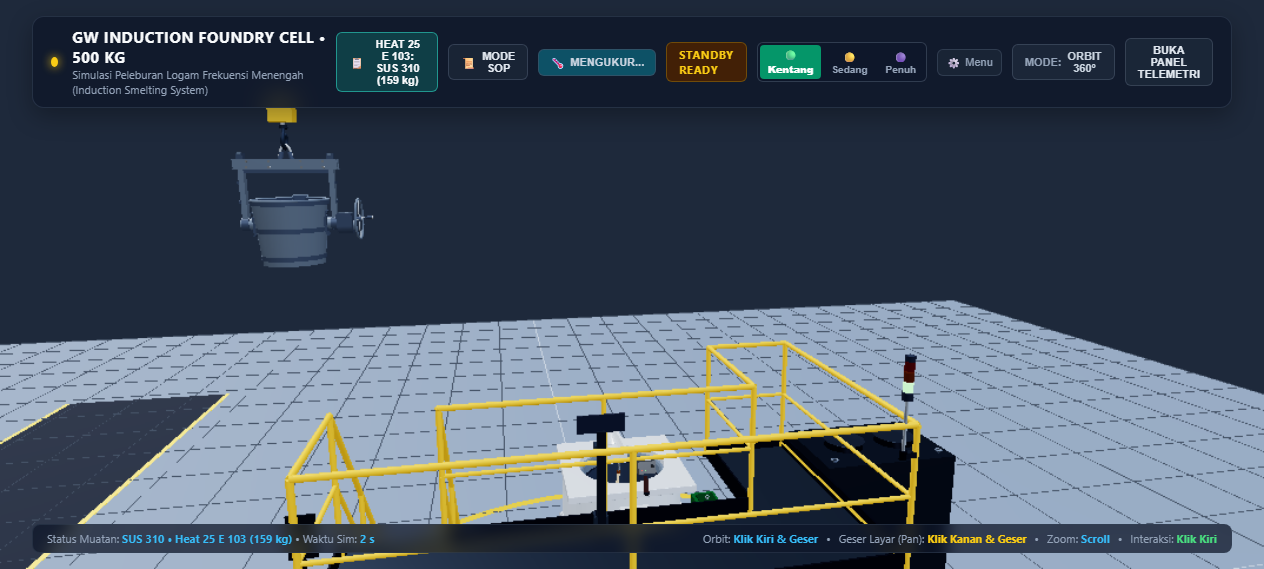 GW INDUCTION FOUNDRY CELL •
500 KG
Simulasi Peleburan Logam Frekuensi Menengah
(Induction Smelting System)
HEAT 25
E 103:
SUS 310
(159 kg)
MODE
SOP
MENGUKUR...
STANDBY
READY
Kentang
Sedang
Penuh
Menu
MODE: ORBIT
360°
BUKA
PANEL
TELEMETRI
Status Muatan: SUS 310 • Heat 25 E 103 (159 kg) • Waktu Sim: 2 s
Orbit: Klik Kiri & Geser • Geser Layar (Pan): Klik Kanan & Geser • Zoom: Scroll • Interaksi: Klik Kiri